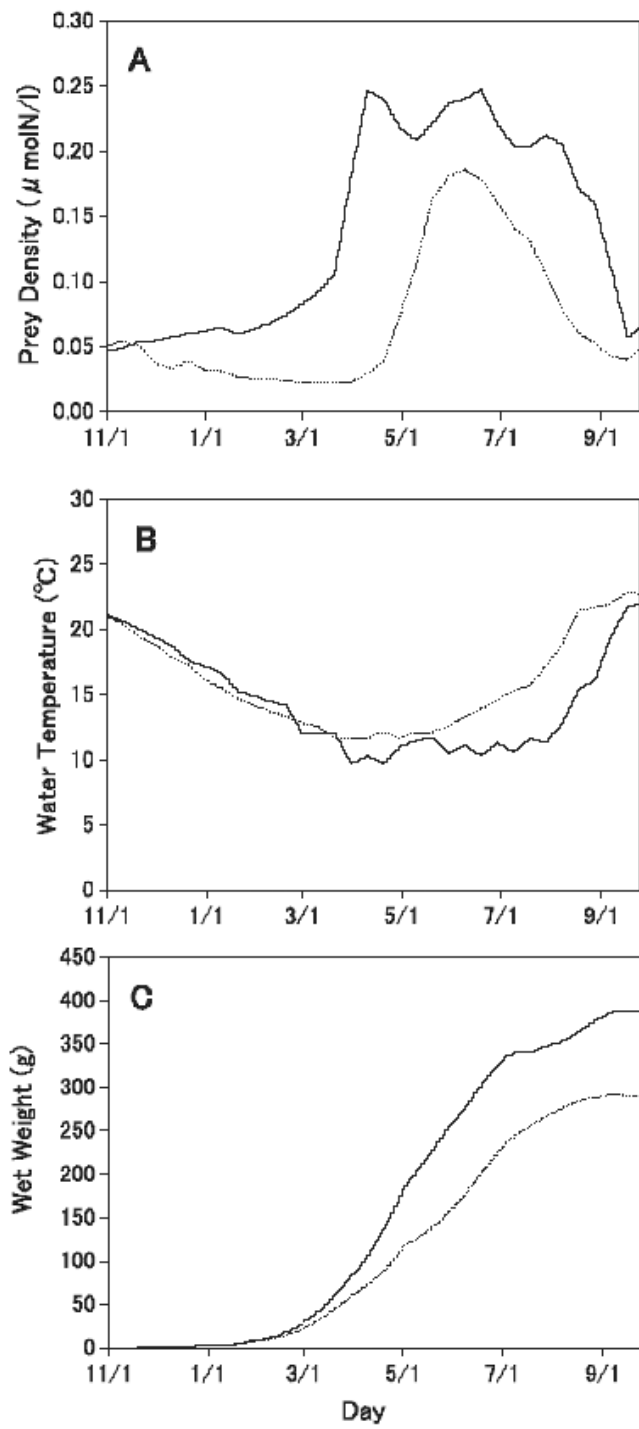 0.30
A
0.25
0.20
0.15
0.10
0.05
0.00
Prey Density ( μ molN/l)
11/1 1/1 3/1 5/1 7/1 9/1
30
B
25
20
15
10
5
0
Water Temperature (℃)
11/1 1/1 3/1 5/1 7/1 9/1
450
C
400
350
300
250
200
150
100
50
0
Wet Weight (g)
11/1 1/1 3/1 5/1 7/1 9/1
Day